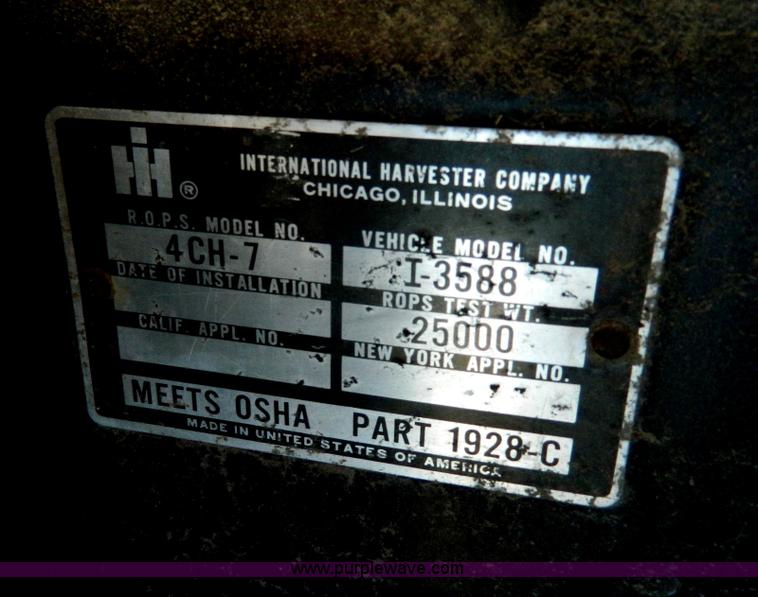 IH ®
INTERNATIONAL HARVESTER COMPANY
CHICAGO, ILLINOIS
R.O.P.S. MODEL NO.
4CH-7
VEHICLE MODEL NO.
I-3588
DATE OF INSTALLATION
ROPS TEST WT.
25000
CALIF. APPL. NO.
NEW YORK APPL. NO.
MEETS OSHA PART 1928-C
MADE IN UNITED STATES OF AMERICA
www.purplewave.com